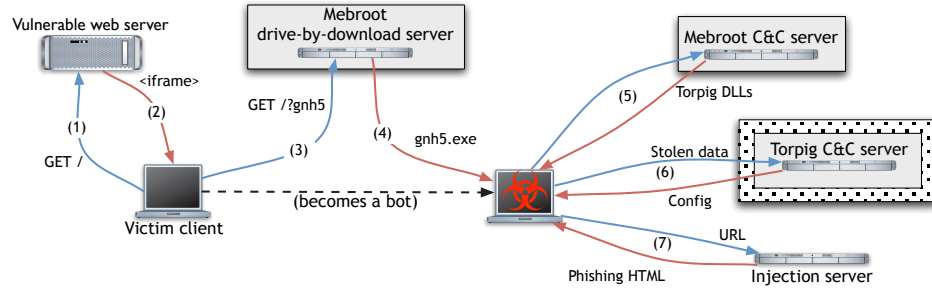 Vulnerable web server
<iframe>
(1)
(2)
GET /
Victim client
Mebroot
drive-by-download server
GET /?gnh5
(3)
(4)
gnh5.exe
(becomes a bot)
Mebroot C&C server
(5)
Torpig DLLs
Torpig C&C server
Stolen data
(6)
Config
URL
(7)
Phishing HTML
Injection server